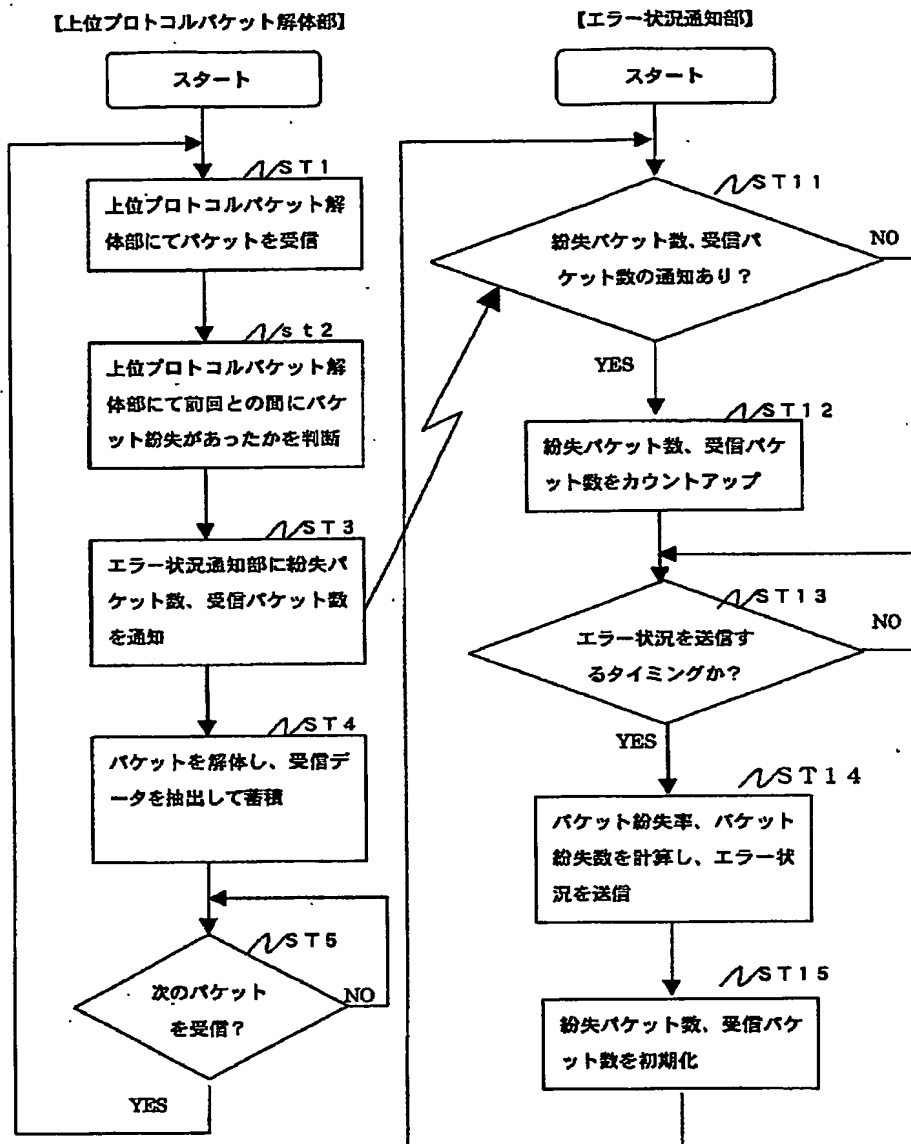 【上位プロトコルパケット解体部】
スタート
ST1
上位プロトコルパケット解
体部にてパケットを受信
st2
上位プロトコルパケット解
体部にて前回との間にパケ
ット紛失があったかを判断
ST3
エラー状況通知部に紛失パ
ケット数、受信パケット数
を通知
ST4
パケットを解体し、受信デ
ータを抽出して蓄積
ST5
次のパケット
を受信？
NO
YES
【エラー状況通知部】
スタート
ST11
紛失パケット数、受信パ
ケット数の通知あり？
NO
YES
ST12
紛失パケット数、受信パケ
ット数をカウントアップ
ST13
エラー状況を送信す
るタイミングか？
NO
YES
ST14
パケット紛失率、パケット
紛失数を計算し、エラー状
況を送信
ST15
紛失パケット数、受信パケ
ット数を初期化